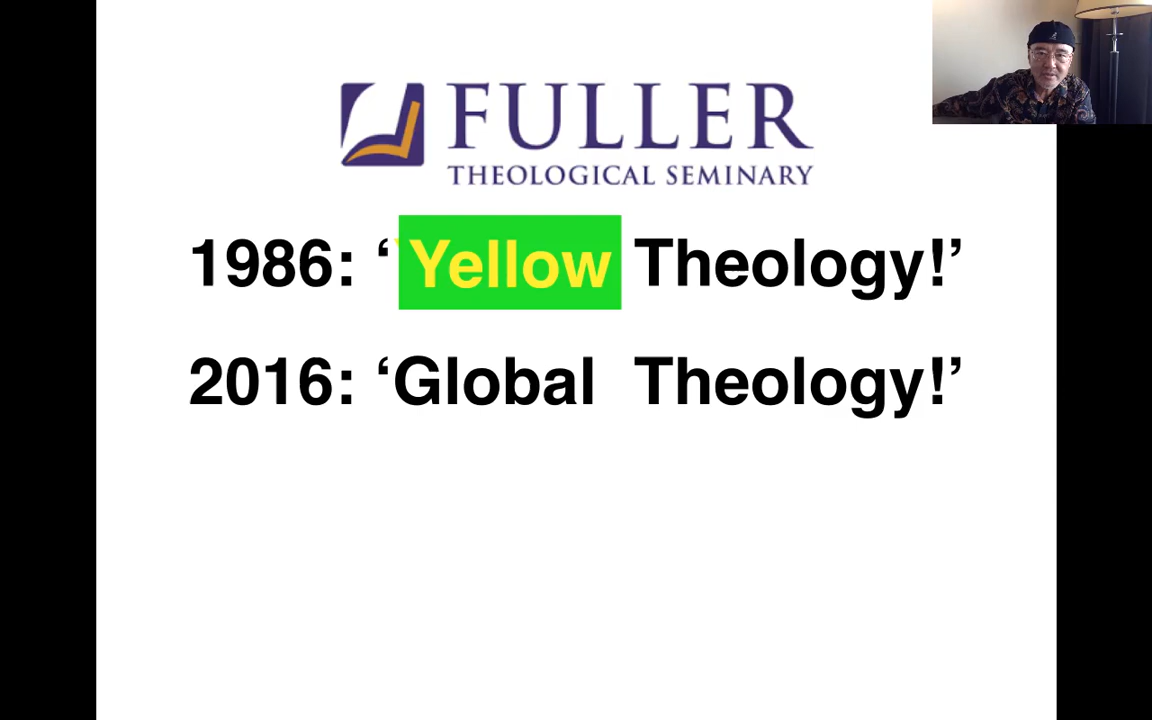 FULLER
THEOLOGICAL SEMINARY
1986: ‘Yellow Theology!’
2016: ‘Global Theology!’